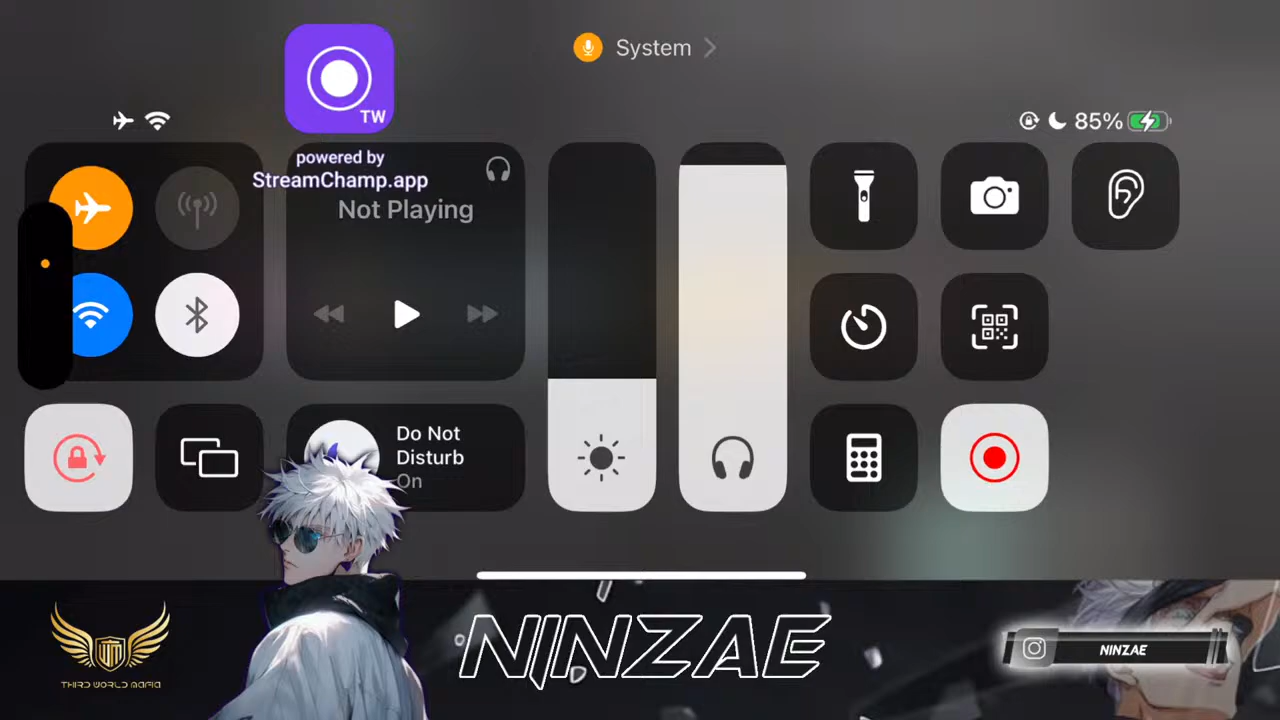 System
TW
85%
powered by
StreamChamp.app
Not Playing
Do Not
Disturb
On
NINZAE
THIRD WORLD MAFIA
NINZAE